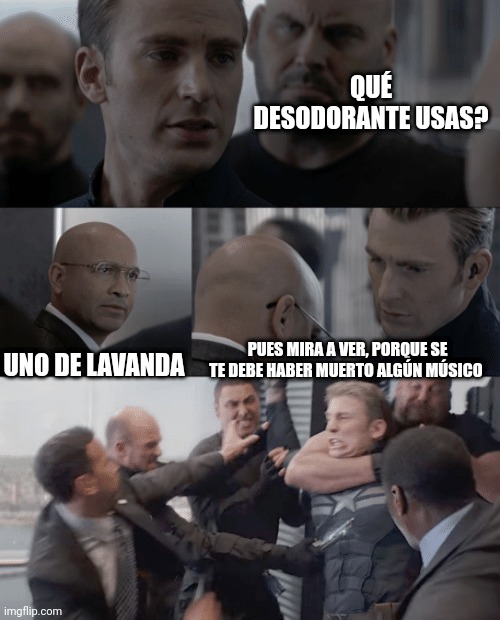 QUÉ
DESODORANTE USAS?
UNO DE LAVANDA
PUES MIRA A VER, PORQUE SE
TE DEBE HABER MUERTO ALGÚN MÚSICO
imgflip.com